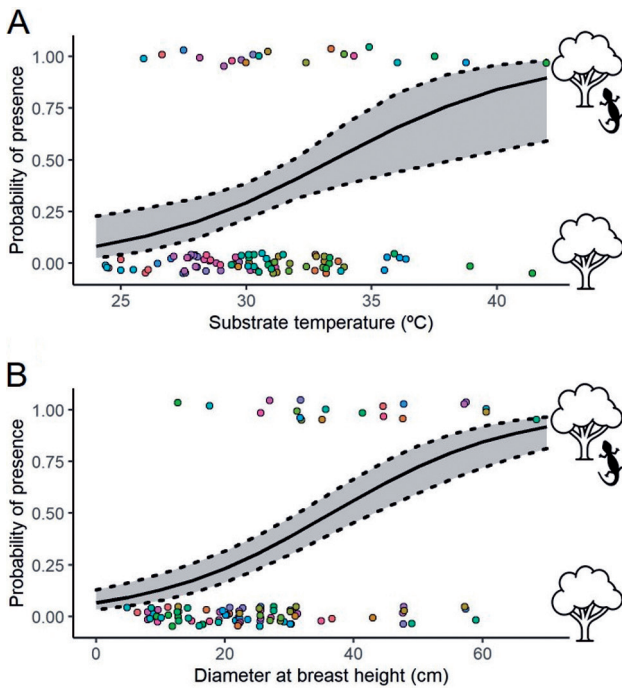 A
Probability of presence
1.00
0.75
0.50
0.25
0.00
25 30 35 40
Substrate temperature (ºC)
B
Probability of presence
1.00
0.75
0.50
0.25
0.00
0 20 40 60
Diameter at breast height (cm)